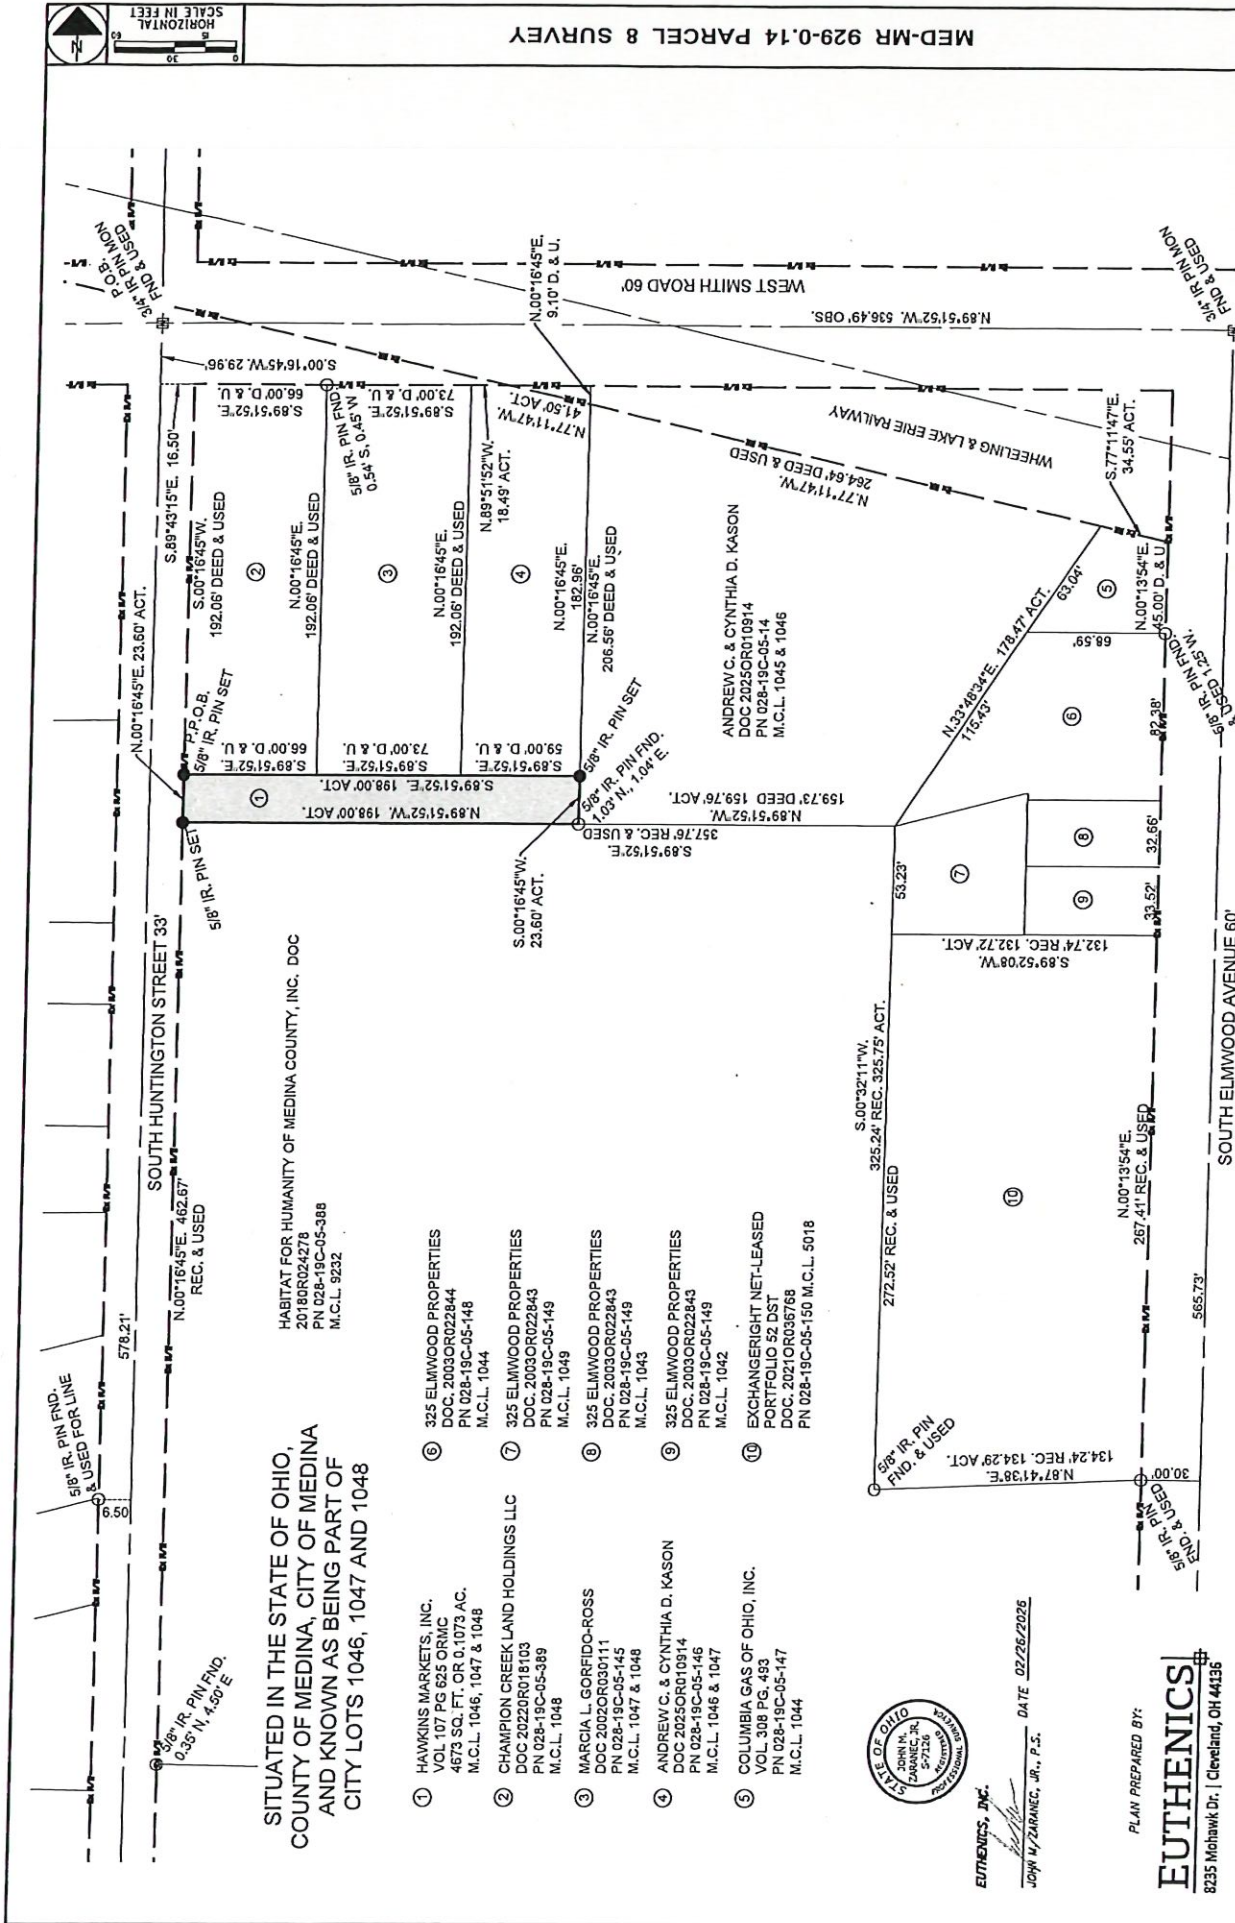 MED-MR 929-0.14 PARCEL 8 SURVEY
N
HORIZONTAL
SCALE IN FEET
0
15
30
60
5/8" IR. PIN FND.
0.35' N, 4.50' E
5/8" IR. PIN FND.
& USED FOR LINE
6.50
578.21'
SOUTH HUNTINGTON STREET 33'
N.00°16'45"E. 462.67'
REC. & USED
N.00°16'45"E. 23.60' ACT.
P.P.O.B.
5/8" IR. PIN SET
5/8" IR. PIN SET
S.89°43'15"E. 16.50'
S.00°16'45"W. 29.96'
P.O.B.
3/4" IR PIN MON
FND & USED
S.00°16'45"W.
192.06' DEED & USED
S.89°51'52"E.
66.00' D. & U.
S.89°51'52"E.
66.00' D. & U.
N.00°16'45"E.
192.06' DEED & USED
5/8" IR. PIN FND
0.54' S, 0.45' W
S.89°51'52"E.
73.00' D. & U.
S.89°51'52"E.
73.00' D. & U.
N.00°16'45"E.
192.06' DEED & USED
N.89°51'52"W.
18.49' ACT.
N.77°11'47"W.
41.50' ACT.
S.89°51'52"E.
59.00' D. & U.
N.00°16'45"E.
182.96'
N.00°16'45"E.
206.56' DEED & USED
N.00°16'45"E.
9.10' D. & U.
S.89°51'52"E. 198.00' ACT.
N.89°51'52"W. 198.00' ACT.
1
2
3
4
5
6
7
8
9
10
5/8" IR. PIN SET
5/8" IR. PIN FND.
1.03' N., 1.04' E.
S.00°16'45"W.
23.60' ACT.
S.89°51'52"E.
357.76' REC. & USED
N.89°51'52"W.
159.73' DEED 159.76' ACT.
WEST SMITH ROAD 60'
N.89°51'52"W. 536.49' OBS.
WHEELING & LAKE ERIE RAILWAY
N.77°11'47"W.
264.64' DEED & USED
S.77°11'47"E.
34.55' ACT.
ANDREW C. & CYNTHIA D. KASON
DOC 2025OR010914
PN 028-19C-05-14
M.C.L. 1045 & 1046
N.33°48'34"E. 178.47' ACT.
115.43'
63.04'
68.59'
N.00°13'54"E.
45.00' D. & U
5/8" IR. PIN FND.
& USED 1.25' W.
3/4" IR PIN MON
FND & USED
82.38'
32.66'
33.52'
53.23'
S.89°52'08"W.
132.74' REC. 132.72' ACT.
S.00°32'11"W.
325.24' REC. 325.75' ACT.
272.52' REC. & USED
N.00°13'54"E.
267.41' REC. & USED
565.73'
SOUTH ELMWOOD AVENUE 60'
5/8" IR. PIN
FND. & USED
N.87°41'38"E.
134.24' REC. 134.29' ACT.
30.00'
5/8" IR. PIN
FND. & USED
HABITAT FOR HUMANITY OF MEDINA COUNTY, INC. DOC
2018OR024278
PN 028-19C-05-388
M.C.L. 9232
SITUATED IN THE STATE OF OHIO,
COUNTY OF MEDINA, CITY OF MEDINA
AND KNOWN AS BEING PART OF
CITY LOTS 1046, 1047 AND 1048
1 HAWKINS MARKETS, INC.
VOL 107 PG 625 ORMC
4673 SQ. FT. OR 0.1073 AC.
M.C.L. 1046, 1047 & 1048
2 CHAMPION CREEK LAND HOLDINGS LLC
DOC 2022OR018103
PN 028-19C-05-389
M.C.L. 1048
3 MARCIA L. GORFIDO-ROSS
DOC 2002OR030111
PN 028-19C-05-145
M.C.L. 1047 & 1048
4 ANDREW C. & CYNTHIA D. KASON
DOC 2025OR010914
PN 028-19C-05-146
M.C.L. 1046 & 1047
5 COLUMBIA GAS OF OHIO, INC.
VOL. 308 PG. 493
PN 028-19C-05-147
M.C.L. 1044
6 325 ELMWOOD PROPERTIES
DOC. 2003OR022844
PN 028-19C-05-148
M.C.L. 1044
7 325 ELMWOOD PROPERTIES
DOC. 2003OR022843
PN 028-19C-05-149
M.C.L. 1049
8 325 ELMWOOD PROPERTIES
DOC. 2003OR022843
PN 028-19C-05-149
M.C.L. 1043
9 325 ELMWOOD PROPERTIES
DOC. 2003OR022843
PN 028-19C-05-149
M.C.L. 1042
10 EXCHANGERIGHT NET-LEASED
PORTFOLIO 52 DST
DOC. 2021OR036768
PN 028-19C-05-150 M.C.L. 5018
STATE OF OHIO
JOHN M.
ZARANEC, JR.
S-7126
REGISTERED
PROFESSIONAL SURVEYOR
EUTHENICS, INC.
JOHN M. ZARANEC, JR., P.S. DATE 02/26/2026
PLAN PREPARED BY:
EUTHENICS
8235 Mohawk Dr. | Cleveland, OH 44136